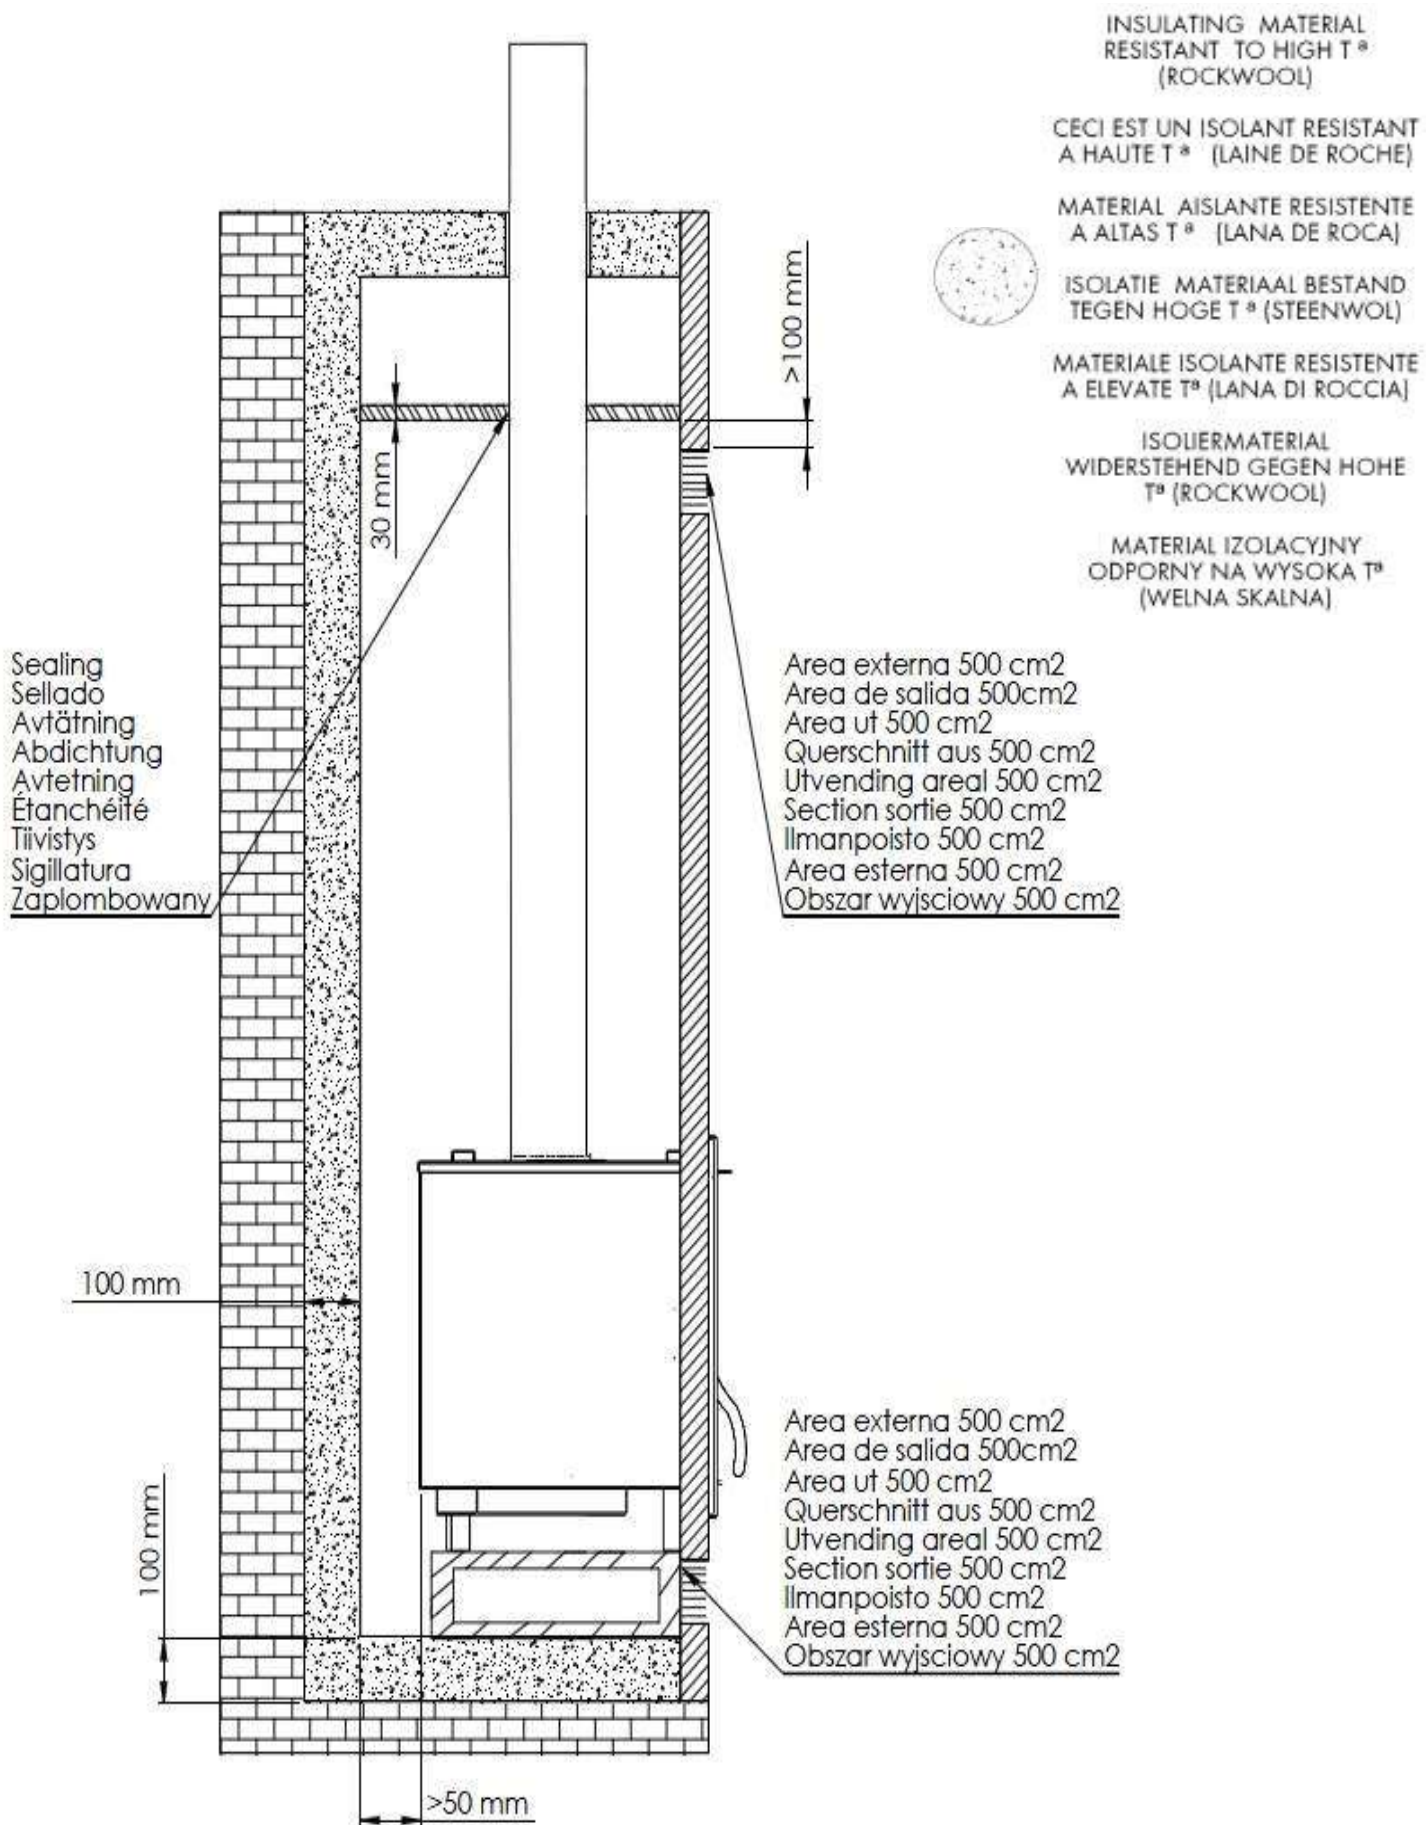 INSULATING MATERIAL
RESISTANT TO HIGH T ª
(ROCKWOOL)
CECI EST UN ISOLANT RESISTANT
A HAUTE T ª (LAINE DE ROCHE)
MATERIAL AISLANTE RESISTENTE
A ALTAS T ª (LANA DE ROCA)
ISOLATIE MATERIAAL BESTAND
TEGEN HOGE T ª (STEENWOL)
MATERIALE ISOLANTE RESISTENTE
A ELEVATE Tª (LANA DI ROCCIA)
ISOLIERMATERIAL
WIDERSTEHEND GEGEN HOHE
Tª (ROCKWOOL)
MATERIAL IZOLACYJNY
ODPORNY NA WYSOKA Tª
(WELNA SKALNA)
>100 mm
30 mm
Sealing
Sellado
Avtätning
Abdichtung
Avtetning
Étanchéité
Tiivistys
Sigillatura
Zaplombowany
Area externa 500 cm2
Area de salida 500cm2
Area ut 500 cm2
Querschnitt aus 500 cm2
Utvending areal 500 cm2
Section sortie 500 cm2
Ilmanpoisto 500 cm2
Area esterna 500 cm2
Obszar wyjsciowy 500 cm2
100 mm
100 mm
Area externa 500 cm2
Area de salida 500cm2
Area ut 500 cm2
Querschnitt aus 500 cm2
Utvending areal 500 cm2
Section sortie 500 cm2
Ilmanpoisto 500 cm2
Area esterna 500 cm2
Obszar wyjsciowy 500 cm2
>50 mm